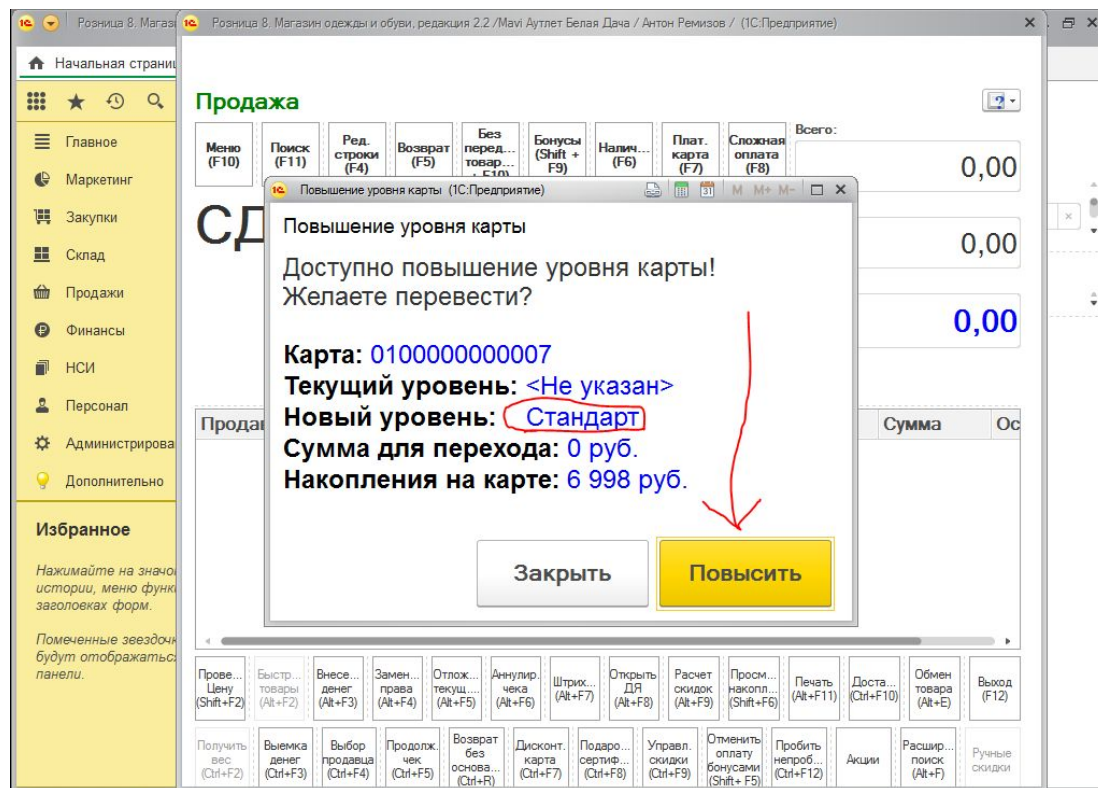 Розница 8. Магаз
Розница 8. Магазин одежды и обуви, редакция 2.2 /Mavi Аутлет Белая Дача / Антон Ремизов / (1С:Предприятие)
Начальная страниц
Главное
Маркетинг
Закупки
Склад
Продажи
Финансы
НСИ
Персонал
Администрирова
Дополнительно
Избранное
Нажимайте на значо
истории, меню функ
заголовках форм.
Помеченные звездочк
будут отображатьс
панели.
Продажа
Меню (F10)
Поиск (F11)
Ред. строки (F4)
Возврат (F5)
Без перед... товар... + F10)
Бонусы (Shift + F9)
Налич... (F6)
Плат. карта (F7)
Сложная оплата (F8)
Всего:
0,00
0,00
0,00
СД
Повышение уровня карты (1С:Предприятие)
M M+ M-
Повышение уровня карты
Доступно повышение уровня карты!
Желаете перевести?
Карта: 0100000000007
Текущий уровень: <Не указан>
Новый уровень: Стандарт
Сумма для перехода: 0 руб.
Накопления на карте: 6 998 руб.
Закрыть
Повысить
Прода
Сумма
Ос
Прове... Цену (Shift+F2)
Быстр... товары (Alt+F2)
Внесе... денег (Alt+F3)
Замен... права (Alt+F4)
Отлож... текущ.... (Alt+F5)
Аннулир. чека (Alt+F6)
Штрих... (Alt+F7)
Открыть ДЯ (Alt+F8)
Расчет скидок (Alt+F9)
Просм... накопл... (Shift+F6)
Печать (Alt+F11)
Доста... (Ctrl+F10)
Обмен товара (Alt+E)
Выход (F12)
Получить вес (Ctrl+F2)
Выемка денег (Ctrl+F3)
Выбор продавца (Ctrl+F4)
Продолж. чек (Ctrl+F5)
Возврат без основа... (Ctrl+R)
Дисконт. карта (Ctrl+F7)
Подаро... сертиф... (Ctrl+F8)
Управл. скидки (Ctrl+F9)
Отменить оплату бонусами (Shift+ F5)
Пробить непроб... (Ctrl+F12)
Акции
Расшир... поиск (Alt+F)
Ручные скидки